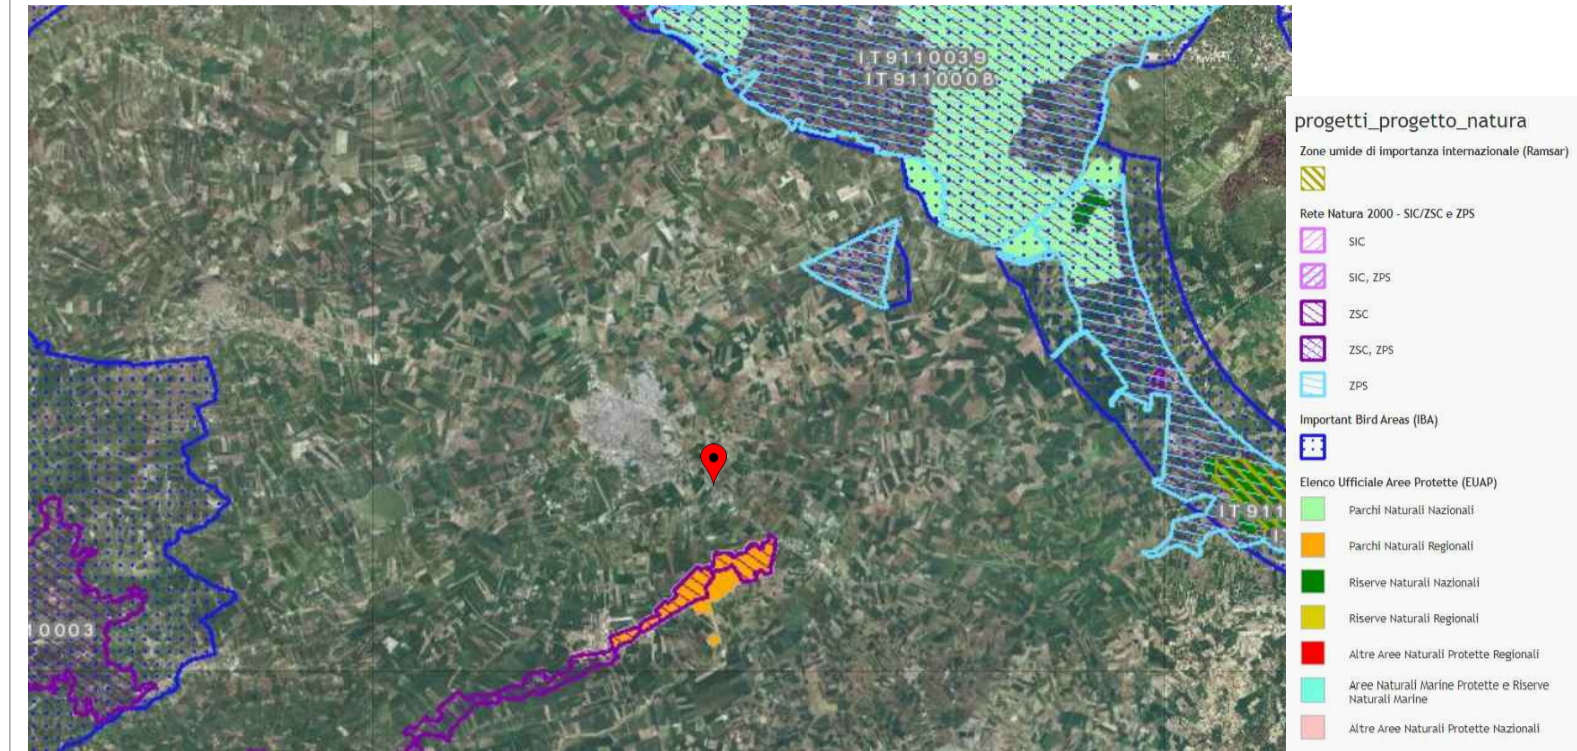 IT9110039
IT9110008
IT911
10003
progetti_progetto_natura
Zone umide di importanza internazionale (Ramsar)
Rete Natura 2000 - SIC/ZSC e ZPS
SIC
SIC, ZPS
ZSC
ZSC, ZPS
ZPS
Important Bird Areas (IBA)
Elenco Ufficiale Aree Protette (EUAP)
Parchi Naturali Nazionali
Parchi Naturali Regionali
Riserve Naturali Nazionali
Riserve Naturali Regionali
Altre Aree Naturali Protette Regionali
Aree Naturali Marine Protette e Riserve
Naturali Marine
Altre Aree Naturali Protette Nazionali